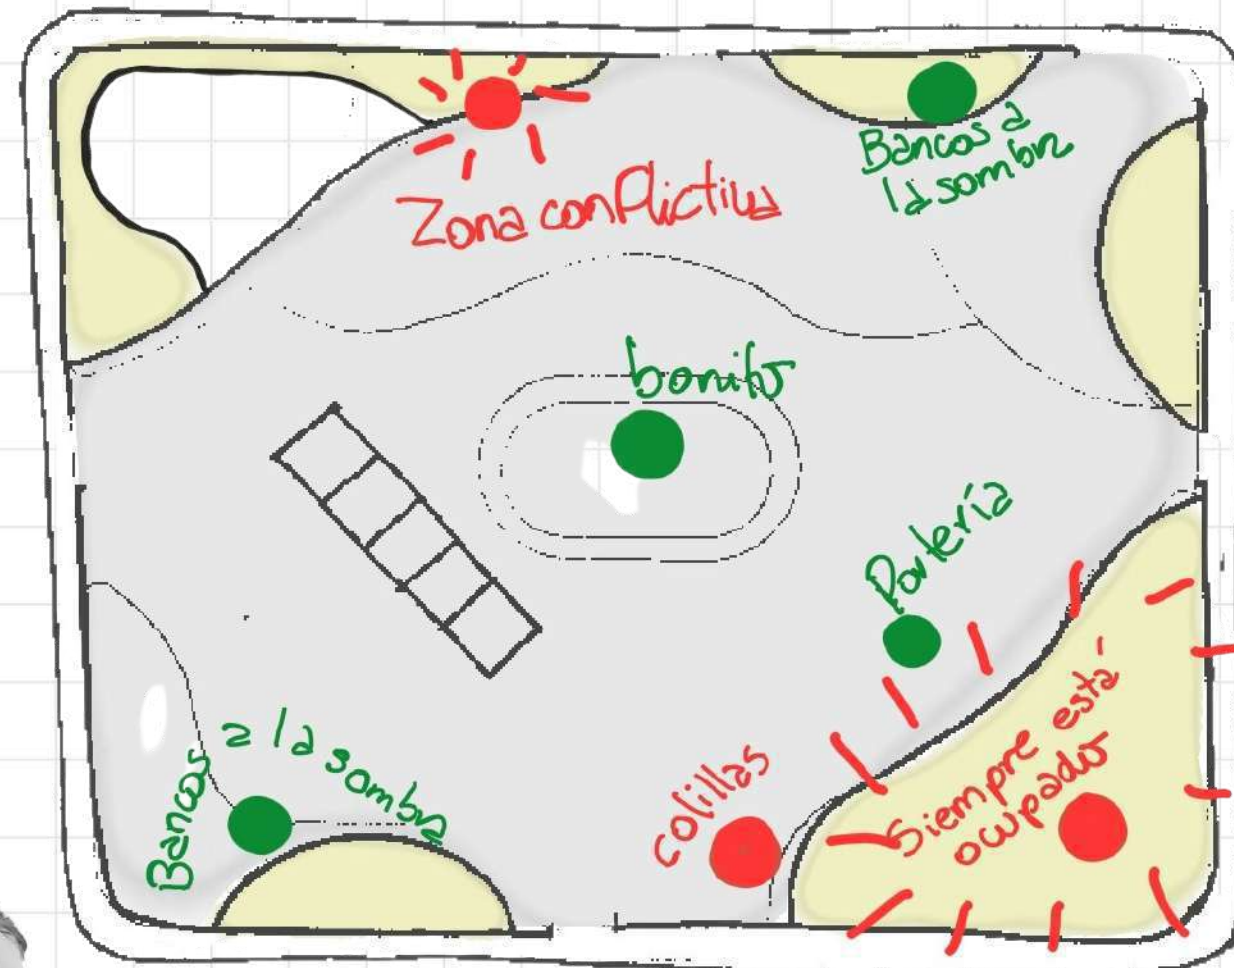 Bancos a
la sombra
Zona conflictiva
bonito
Portería
Bancos a la sombra
colillas
Siempre está
ocupado